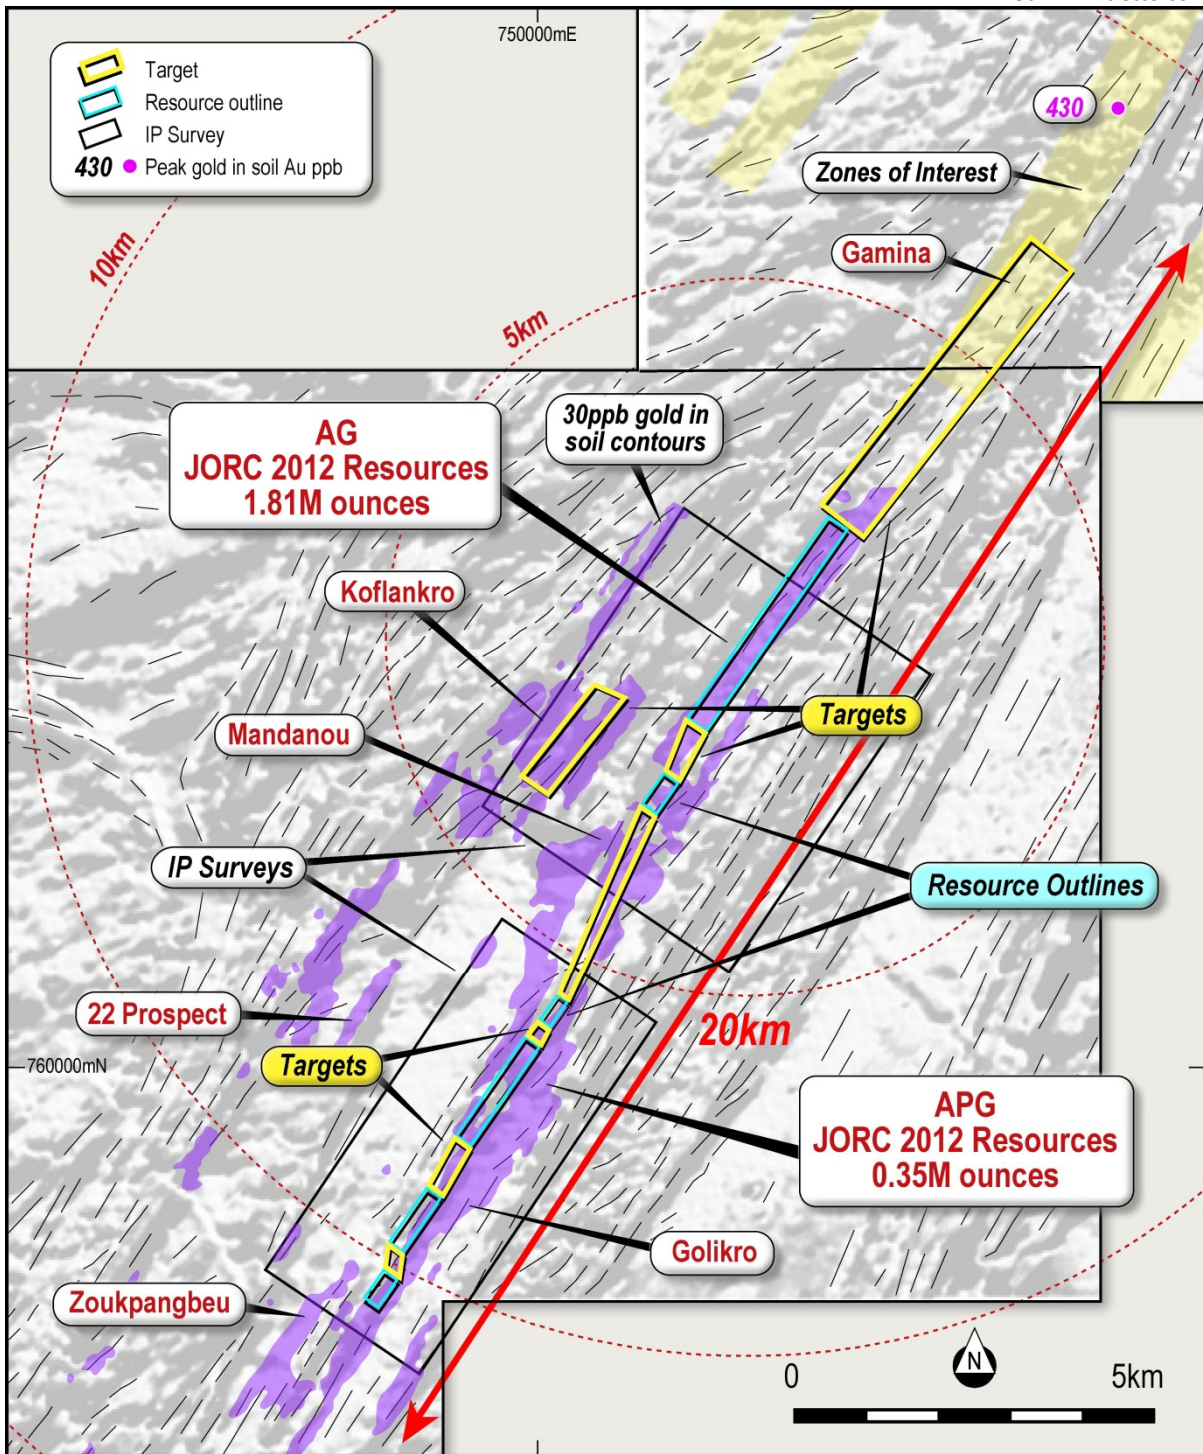 750000mE
Target
Resource outline
IP Survey
430 Peak gold in soil Au ppb
430
Zones of Interest
Gamina
10km
5km
30ppb gold in
soil contours
AG
JORC 2012 Resources
1.81M ounces
Koflankro
Mandanou
Targets
IP Surveys
Resource Outlines
22 Prospect
20km
Targets
760000mN
APG
JORC 2012 Resources
0.35M ounces
Golikro
Zoukpangbeu
N
0 5km